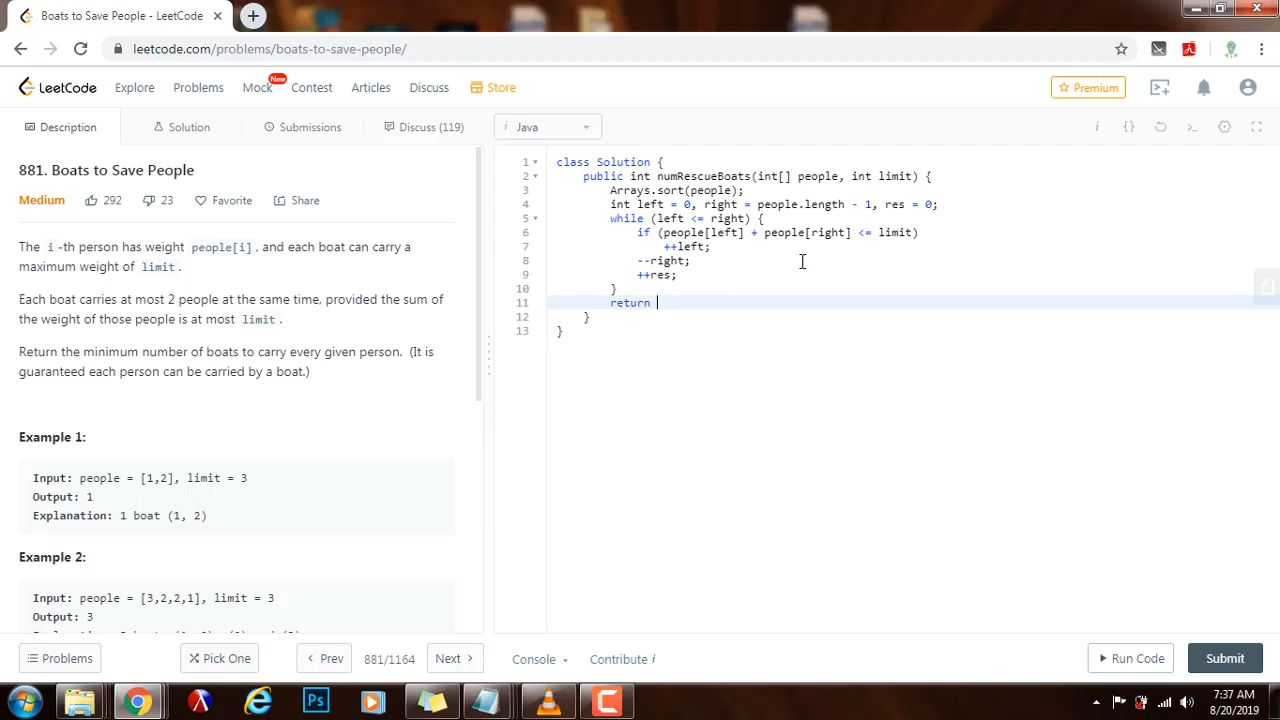 Boats to Save People - LeetCode
leetcode.com/problems/boats-to-save-people/
LeetCode
Explore
Problems
Mock
New
Contest
Articles
Discuss
Store
Premium
Description
Solution
Submissions
Discuss (119)
i Java
881. Boats to Save People
Medium
292
23
Favorite
Share
The i -th person has weight people[i], and each boat can carry a
maximum weight of limit.
Each boat carries at most 2 people at the same time, provided the sum of
the weight of those people is at most limit.
Return the minimum number of boats to carry every given person. (It is
guaranteed each person can be carried by a boat.)
Example 1:
Input: people = [1,2], limit = 3
Output: 1
Explanation: 1 boat (1, 2)
Example 2:
Input: people = [3,2,2,1], limit = 3
Output: 3
1 class Solution {
2 public int numRescueBoats(int[] people, int limit) {
3 Arrays.sort(people);
4 int left = 0, right = people.length - 1, res = 0;
5 while (left <= right) {
6 if (people[left] + people[right] <= limit)
7 ++left;
8 --right;
9 ++res;
10 }
11 return
12 }
13 }
Problems
Pick One
Prev
881/1164
Next
Console
Contribute i
Run Code
Submit
Ps
7:37 AM
8/20/2019